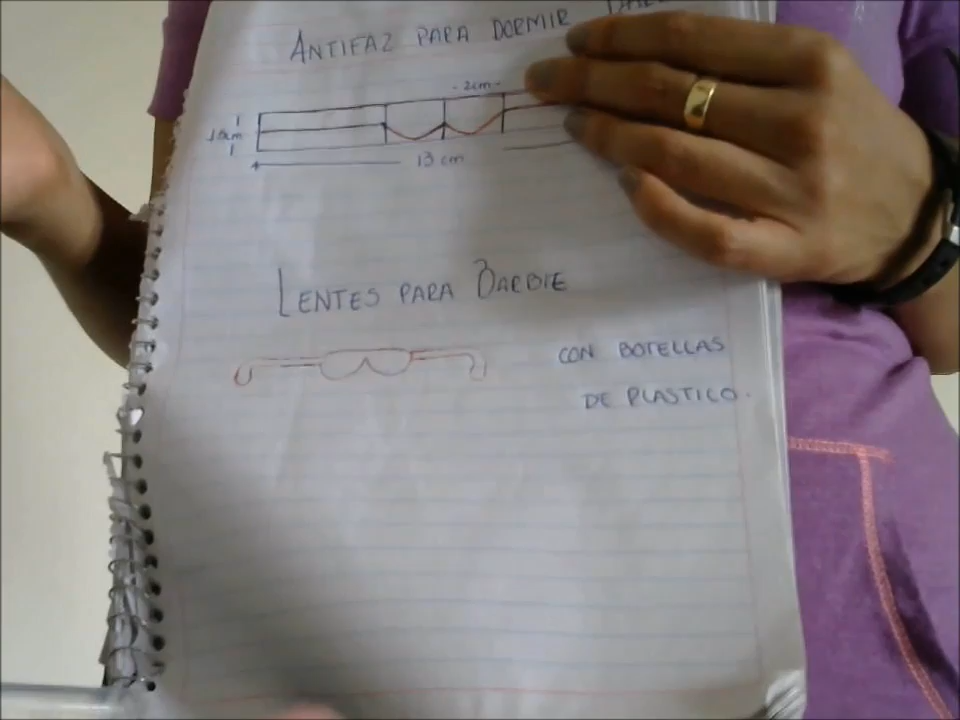 ANTIFAZ PARA DORMIR
- 2cm -
13 cm
LENTES PARA BARBIE
CON BOTELLAS
DE PLASTICO.